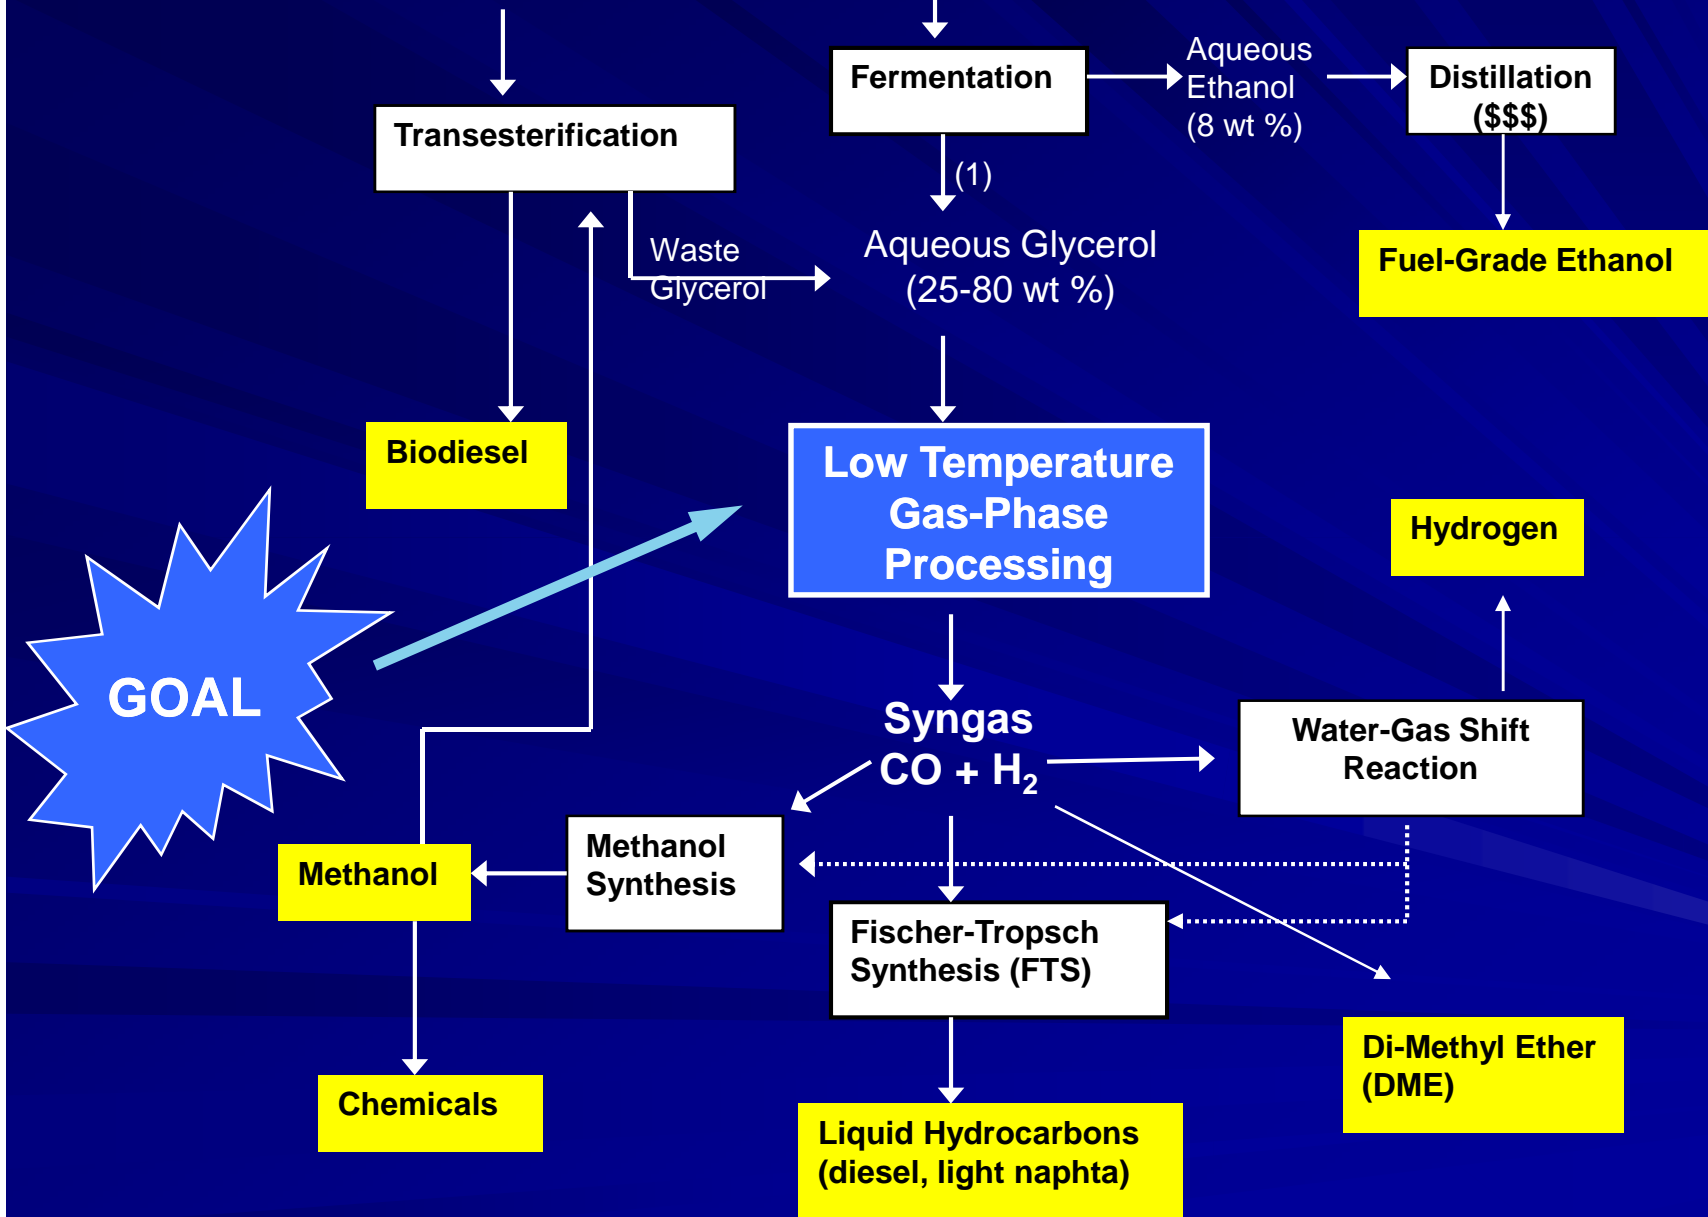 Fermentation
Aqueous
Ethanol
(8 wt %)
Distillation
($$$)
Transesterification
(1)
Waste
Glycerol
Aqueous Glycerol
(25-80 wt %)
Fuel-Grade Ethanol
Biodiesel
Low Temperature
Gas-Phase
Processing
Hydrogen
GOAL
Syngas
CO + H₂
Water-Gas Shift
Reaction
Methanol
Methanol
Synthesis
Fischer-Tropsch
Synthesis (FTS)
Di-Methyl Ether
(DME)
Chemicals
Liquid Hydrocarbons
(diesel, light naphta)